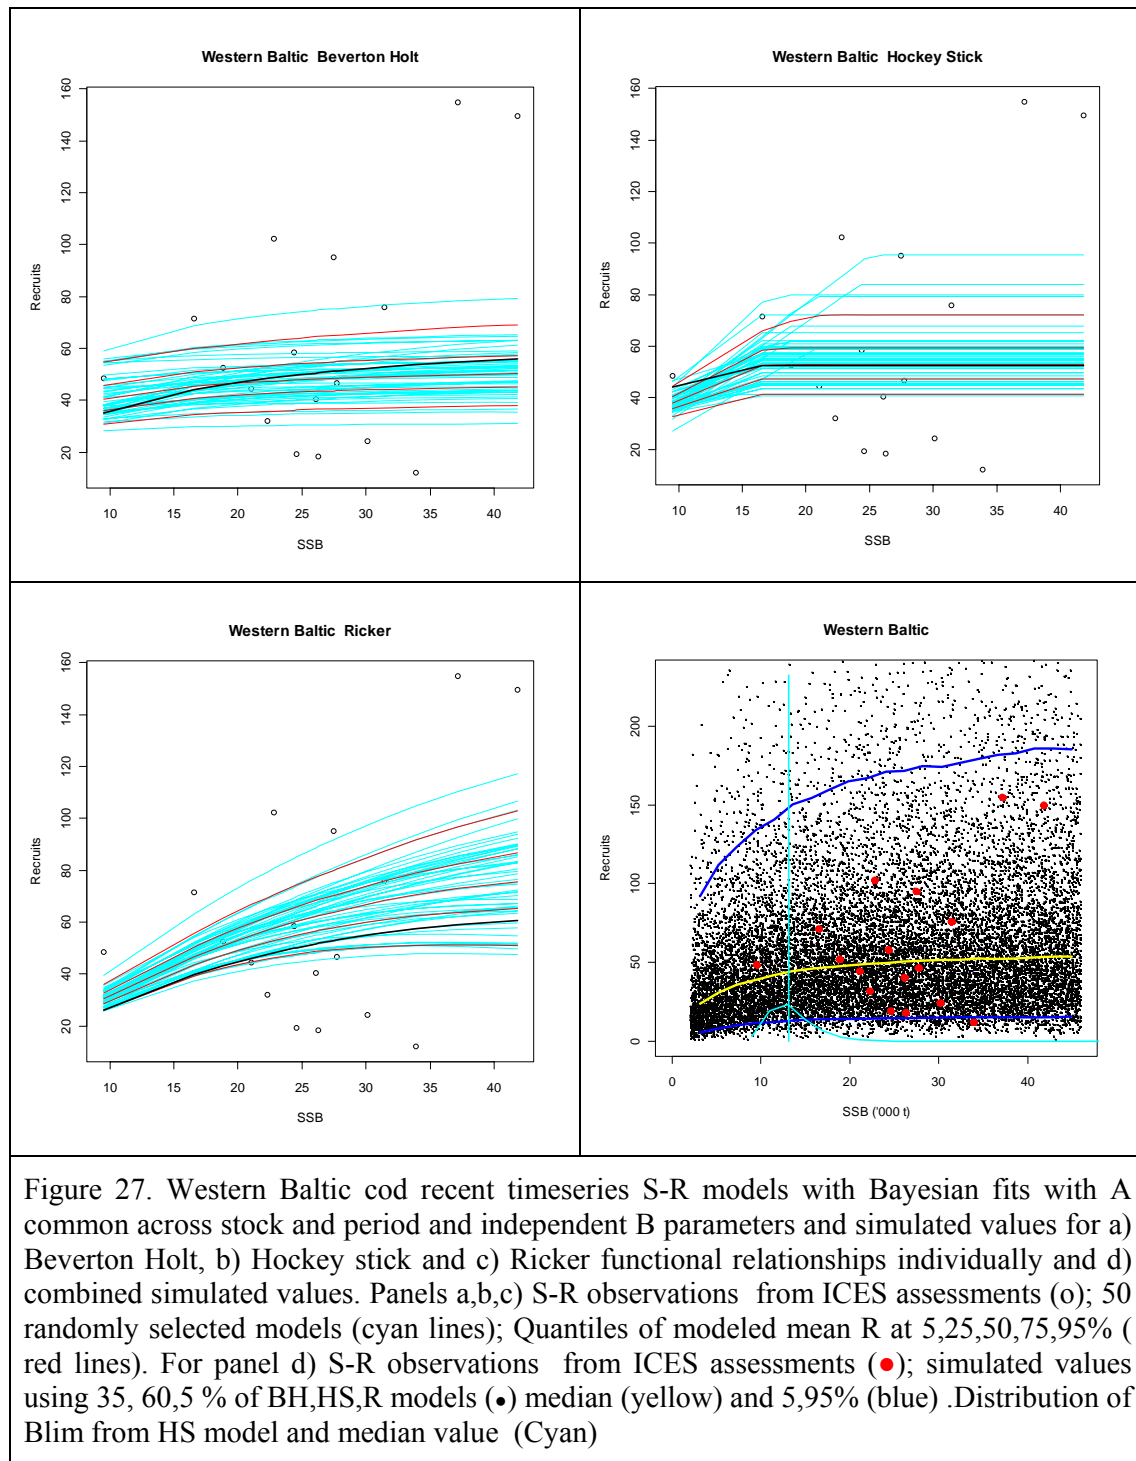 Western Baltic Beverton Holt
Recruits
20 40 60 80 100 120 140 160
10 15 20 25 30 35 40
SSB
Western Baltic Hockey Stick
Recruits
20 40 60 80 100 120 140 160
10 15 20 25 30 35 40
SSB
Western Baltic Ricker
Recruits
20 40 60 80 100 120 140 160
10 15 20 25 30 35 40
SSB
Western Baltic
Recruits
0 50 100 150 200
0 10 20 30 40
SSB ('000 t)
Figure 27. Western Baltic cod recent timeseries S-R models with Bayesian fits with A
common across stock and period and independent B parameters and simulated values for a)
Beverton Holt, b) Hockey stick and c) Ricker functional relationships individually and d)
combined simulated values. Panels a,b,c) S-R observations from ICES assessments (o); 50
randomly selected models (cyan lines); Quantiles of modeled mean R at 5,25,50,75,95% (
red lines). For panel d) S-R observations from ICES assessments (●); simulated values
using 35, 60,5 % of BH,HS,R models (•) median (yellow) and 5,95% (blue) .Distribution of
Blim from HS model and median value (Cyan)